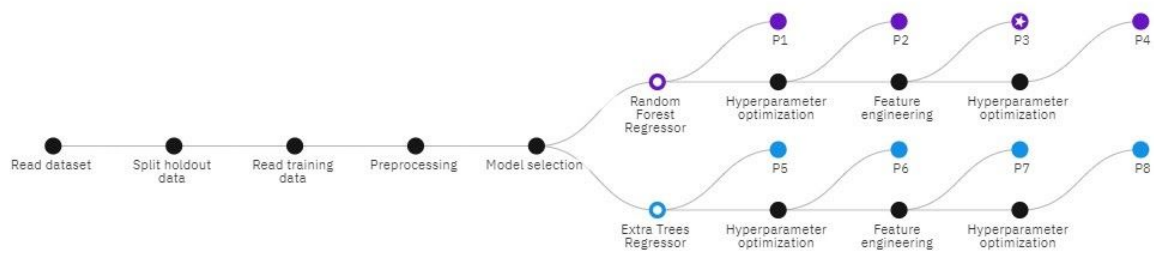 P1
P2
P3
P4
Random
Forest
Regressor
Hyperparameter
optimization
Feature
engineering
Hyperparameter
optimization
Read dataset
Split holdout
data
Read training
data
Preprocessing
Model selection
P5
P6
P7
P8
Extra Trees
Regressor
Hyperparameter
optimization
Feature
engineering
Hyperparameter
optimization